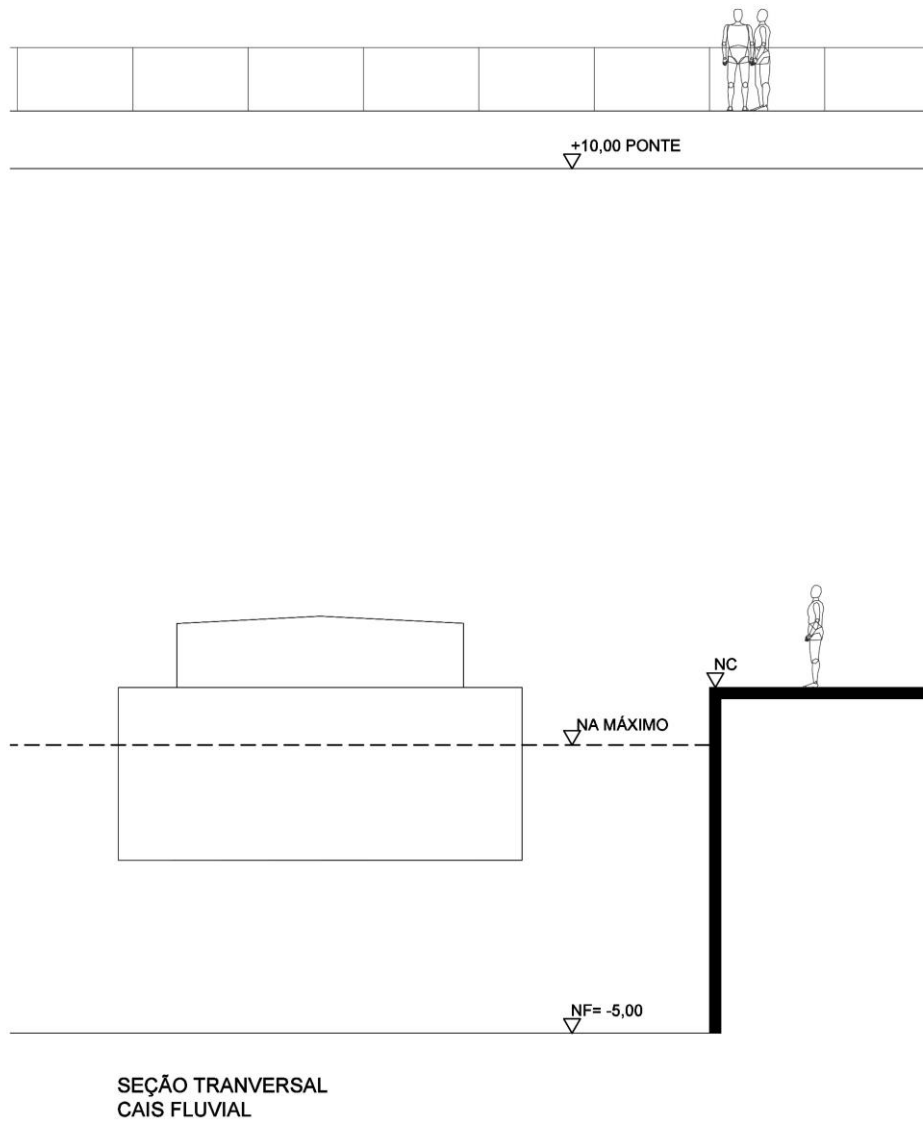 +10,00 PONTE
NC
NA MÁXIMO
NF= -5,00
SEÇÃO TRANVERSAL
CAIS FLUVIAL